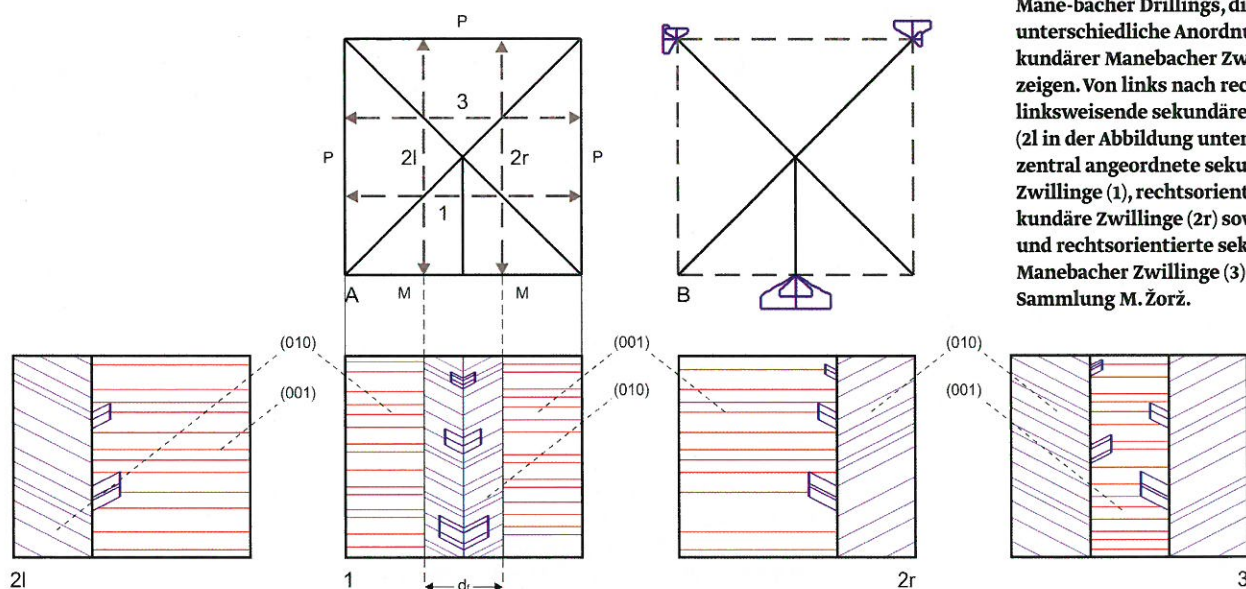 Mane-bacher Drillings, di
unterschiedliche Anordnu
kundärer Manebacher Zw
zeigen. Von links nach rec
linksweisende sekundäre
(2l in der Abbildung unter
zentral angeordnete seku
Zwillinge (1), rechtsorient
kundäre Zwillinge (2r) sow
und rechtsorientierte sek
Manebacher Zwillinge (3)
Sammlung M. Žorž.
P
3
P
2l
2r
P
1
A
M
M
B
(010)
(001)
(001)
(010)
(010)
(001)
2l
1
dᵣ
2r
3